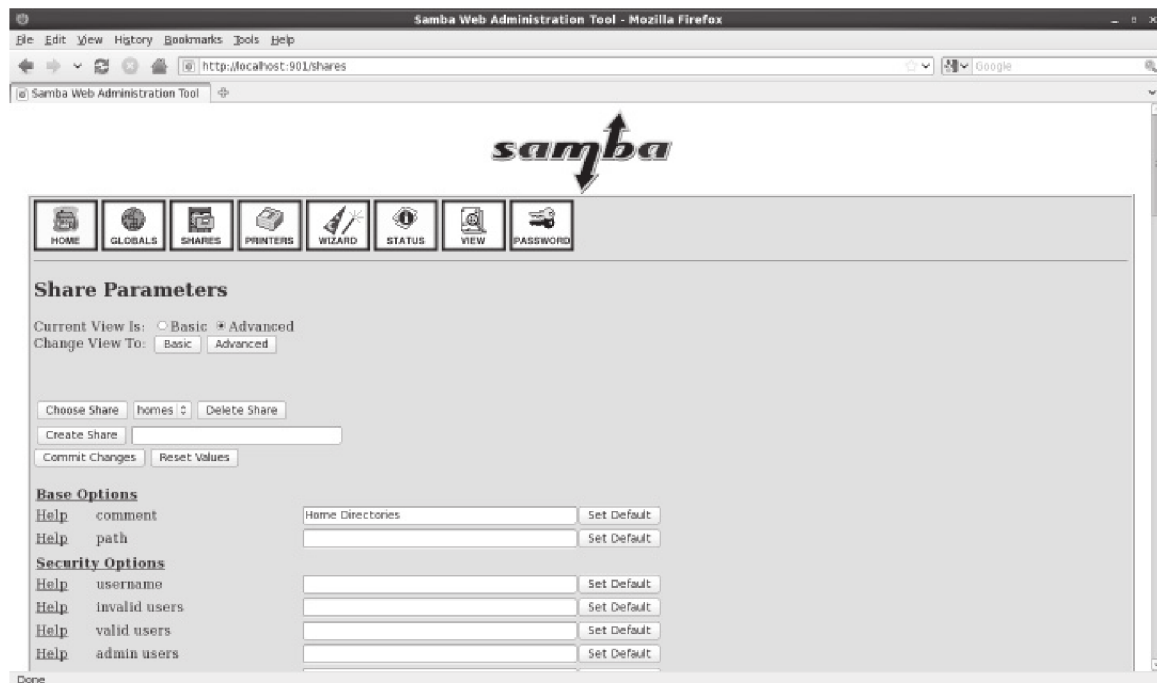 Samba Web Administration Tool - Mozilla Firefox
File Edit View History Bookmarks Tools Help
http://localhost:901/shares
Google
Samba Web Administration Tool
samba
HOME GLOBALS SHARES PRINTERS WIZARD STATUS VIEW PASSWORD
Share Parameters
Current View Is: Basic Advanced
Change View To: Basic Advanced
Choose Share homes Delete Share
Create Share
Commit Changes Reset Values
Base Options
Help comment Home Directories Set Default
Help path Set Default
Security Options
Help username Set Default
Help invalid users Set Default
Help valid users Set Default
Help admin users Set Default
Done